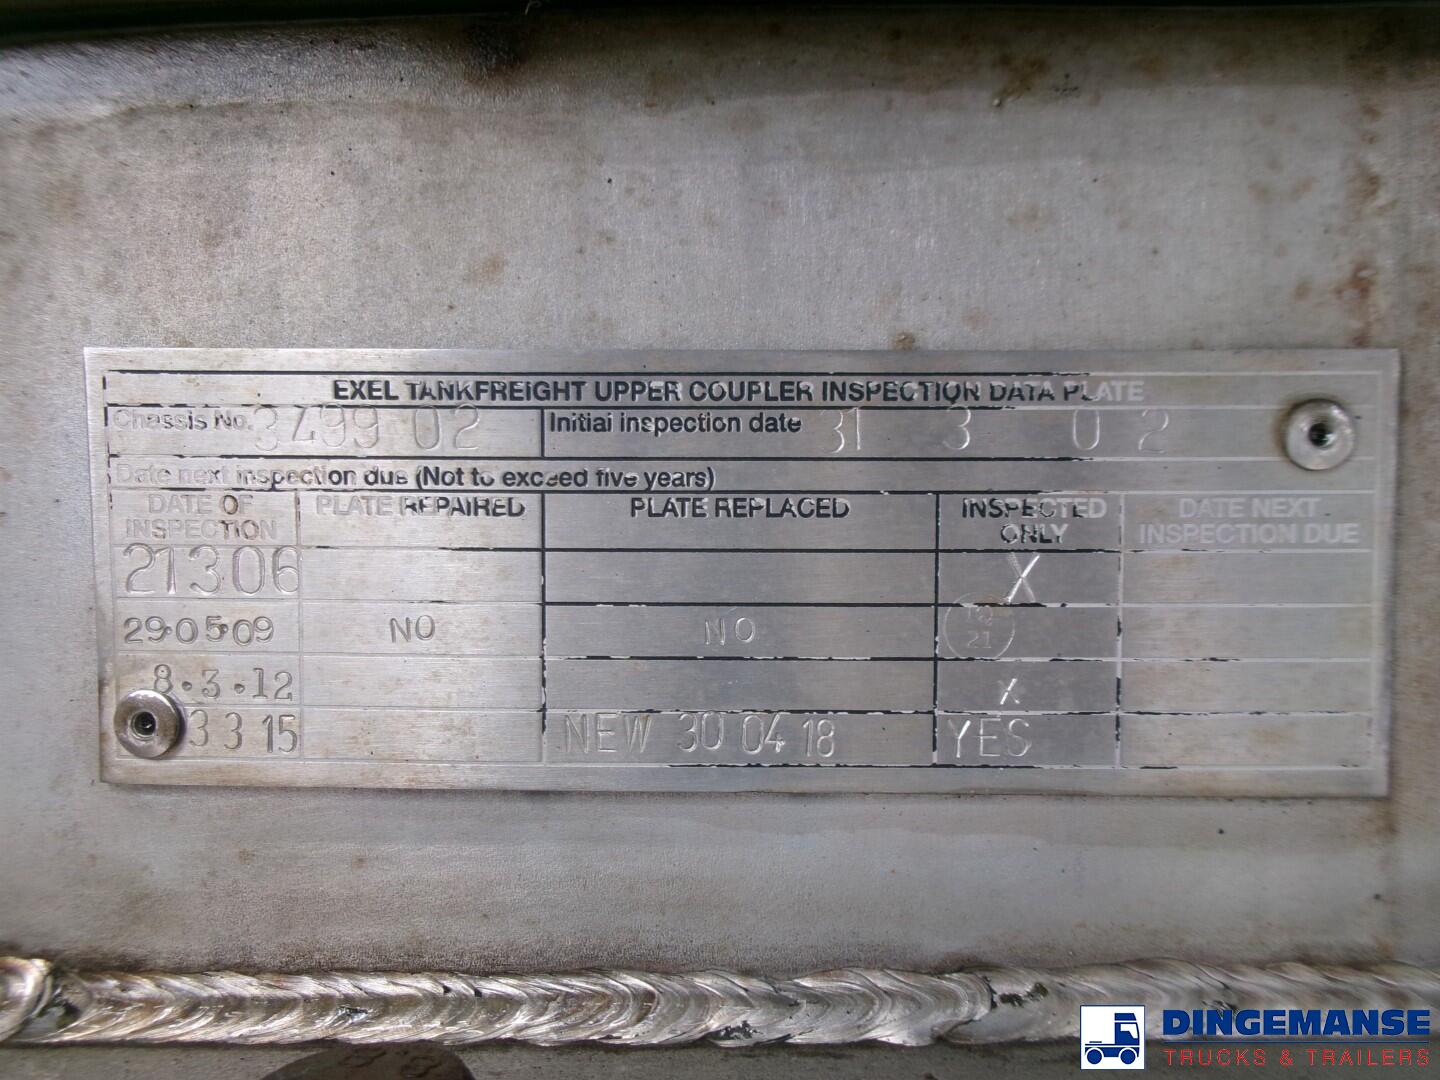 EXEL TANKFREIGHT UPPER COUPLER INSPECTION DATA PLATE
Chassis No. 3499 02 Initial inspection date 31 3 0 2
Date next inspection due (Not to exceed five years)
DATE OF INSPECTION PLATE REPAIRED PLATE REPLACED INSPECTED ONLY DATE NEXT INSPECTION DUE
21306 X
29·05·09 NO NO 21
8·3·12 x
3 3 15 NEW 30 04 18 YES
DINGEMANSE
TRUCKS & TRAILERS